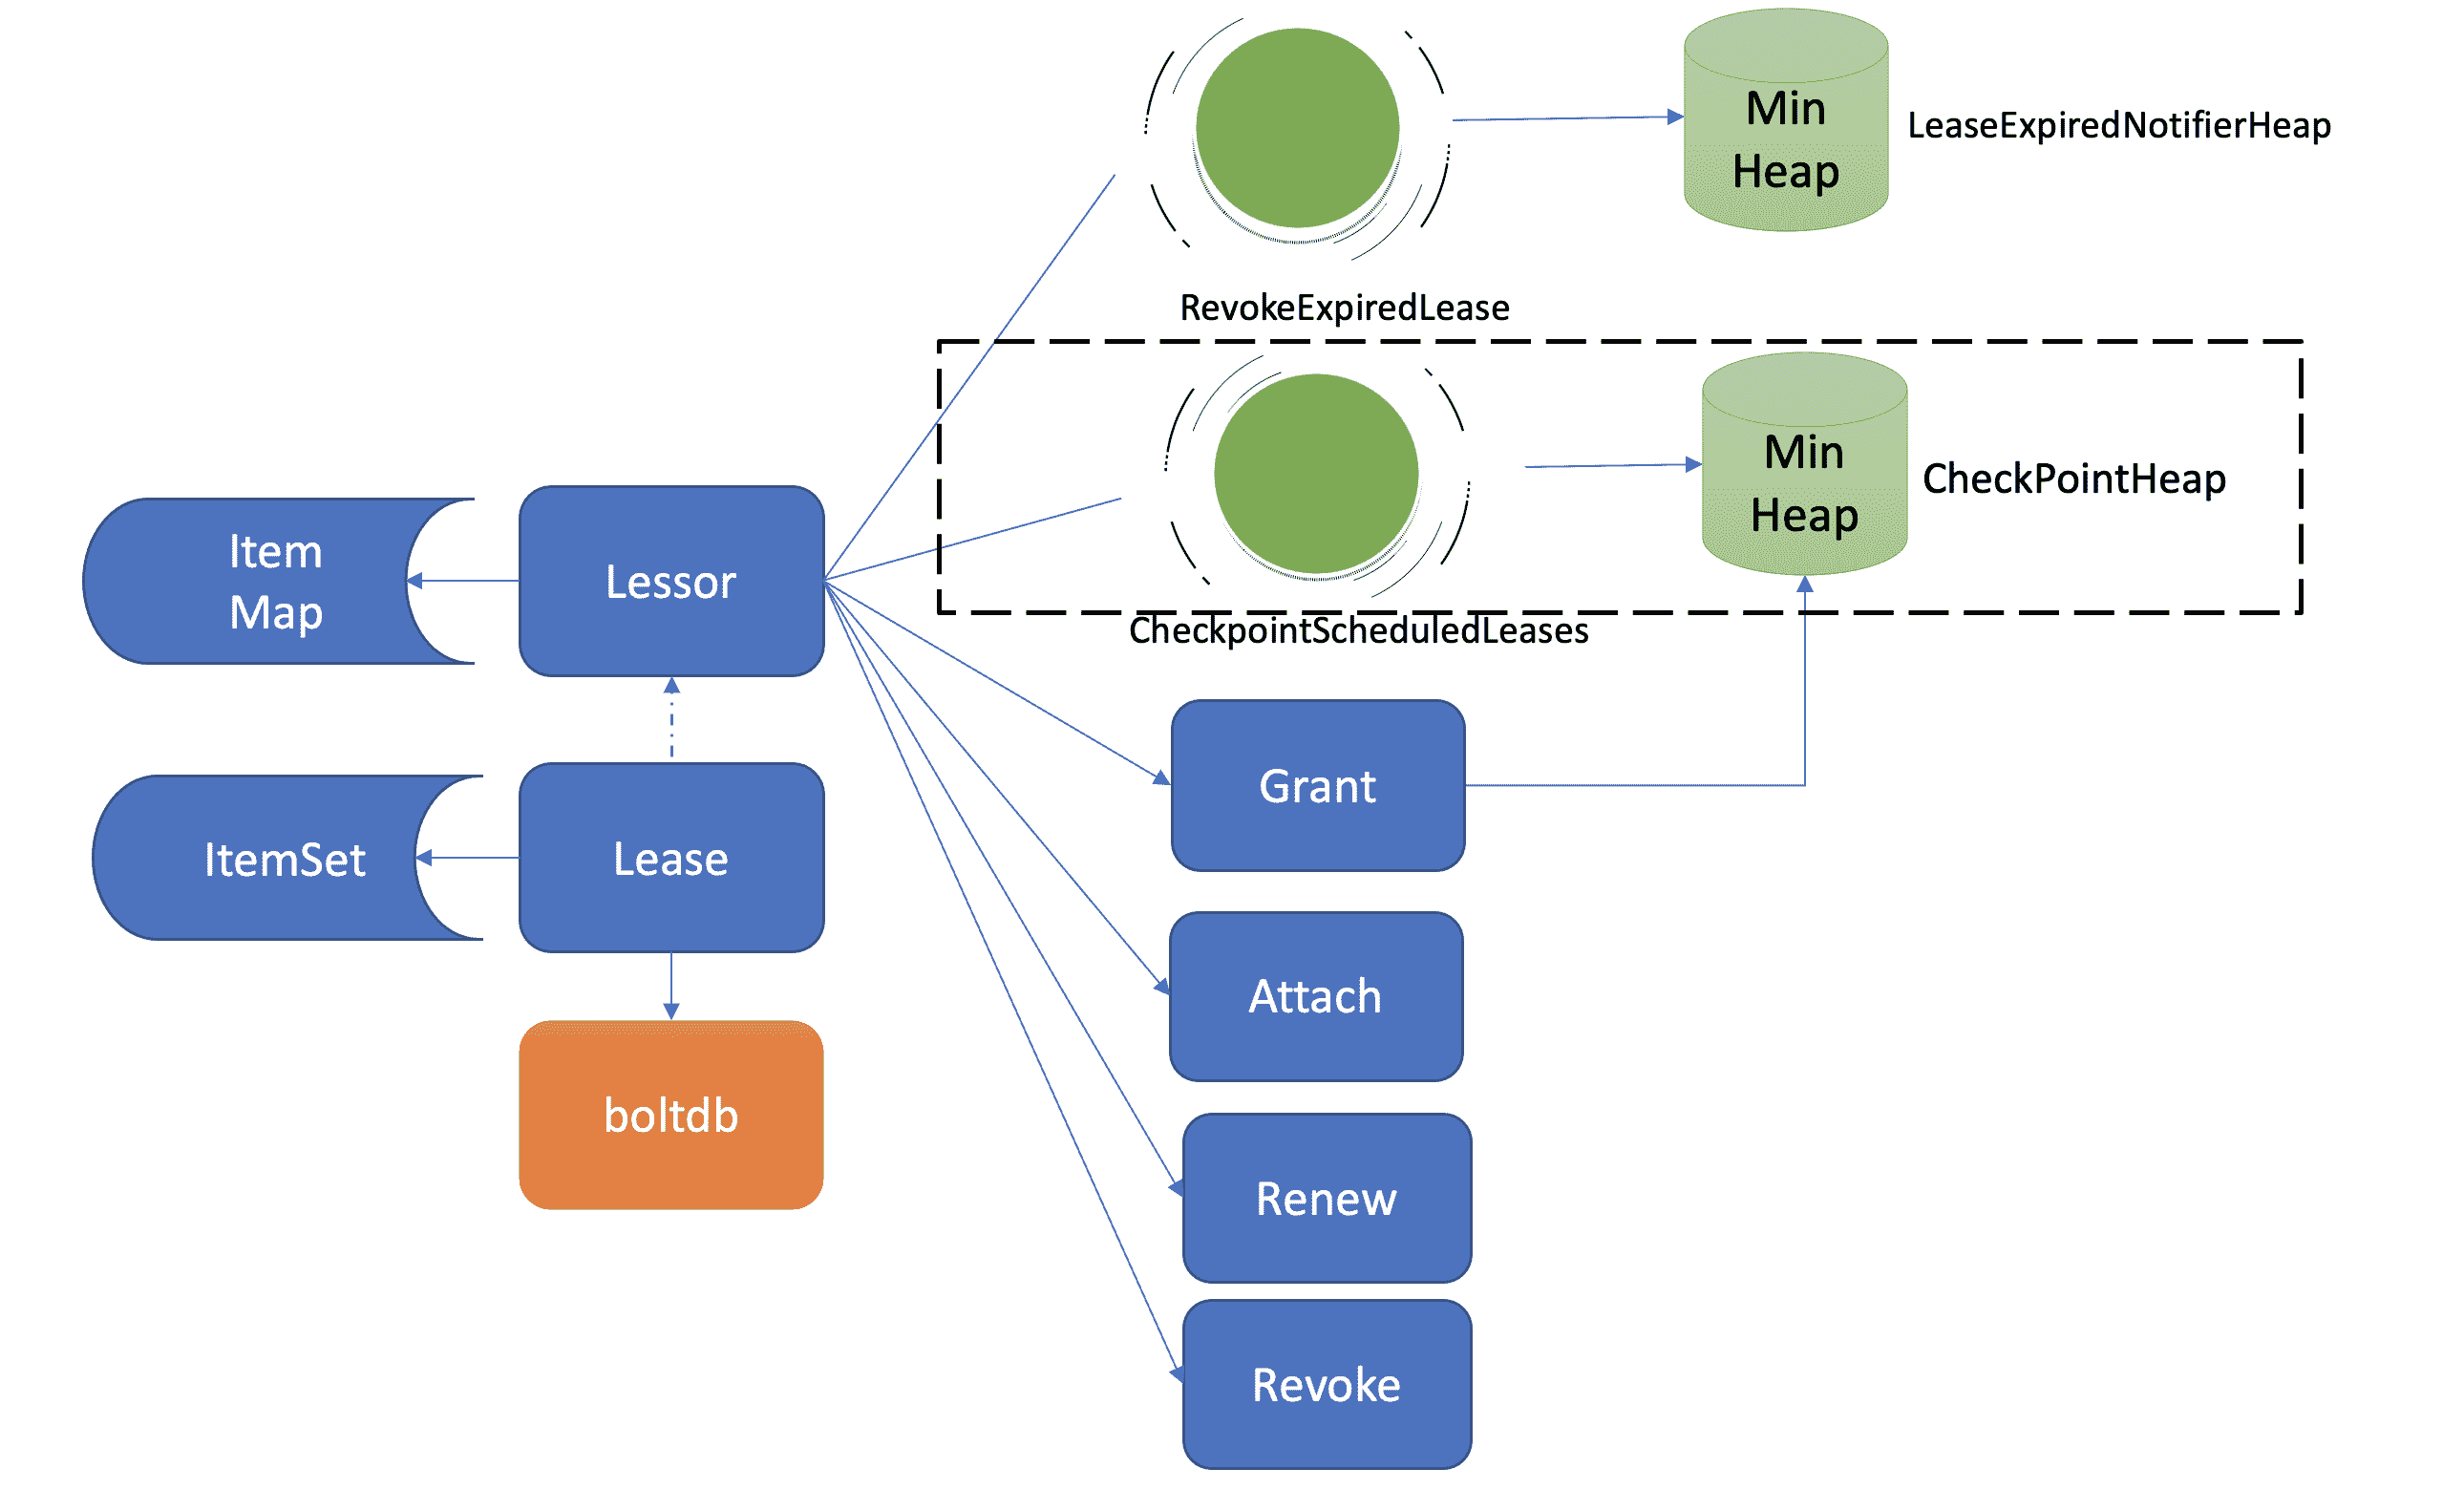 Min
Heap
LeaseExpiredNotifierHeap
RevokeExpiredLease
Min
Heap
CheckPointHeap
CheckpointScheduledLeases
Item
Map
Lessor
Grant
ItemSet
Lease
Attach
boltdb
Renew
Revoke